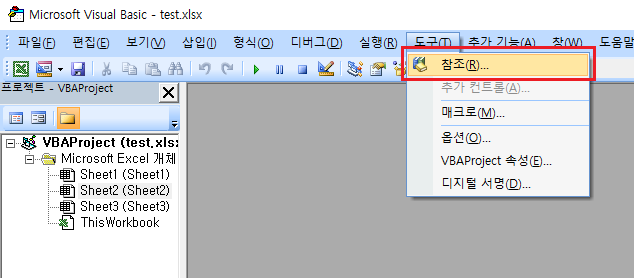 Microsoft Visual Basic - test.xlsx
파일(F) 편집(E) 보기(V) 삽입(I) 형식(O) 디버그(D) 실행(R) 도구(T) 추가 기능(A) 창(W) 도움말
참조(R)...
추가 컨트롤(A)...
매크로(M)...
옵션(O)...
VBAProject 속성(E)...
디지털 서명(D)...
프로젝트 - VBAProject
VBAProject (test.xls
Microsoft Excel 개체
Sheet1 (Sheet1)
Sheet2 (Sheet2)
Sheet3 (Sheet3)
ThisWorkbook